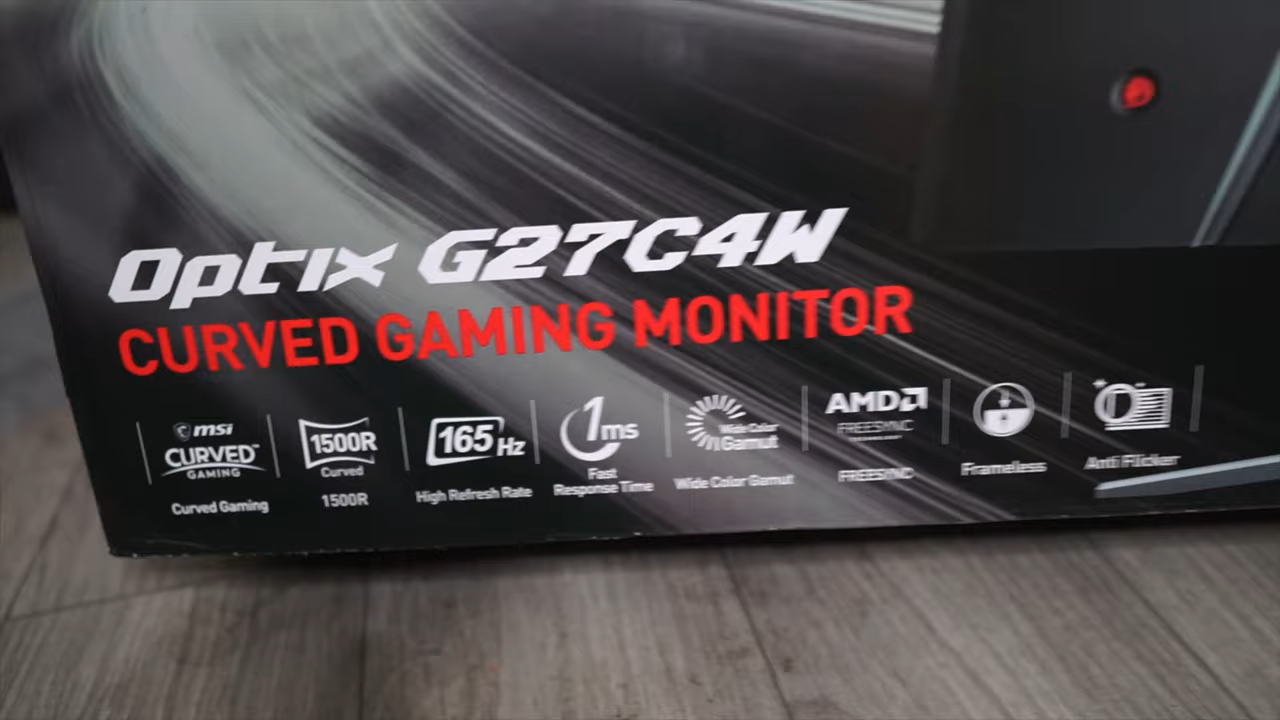 Optix G27C4W
CURVED GAMING MONITOR
msi
CURVED™
GAMING
Curved Gaming
1500R
Curved
1500R
165Hz
High Refresh Rate
1ms
Fast
Response Time
Wide Color
Gamut
Wide Color Gamut
AMD
FREESYNC
FREESYNC
Frameless
Anti Flicker